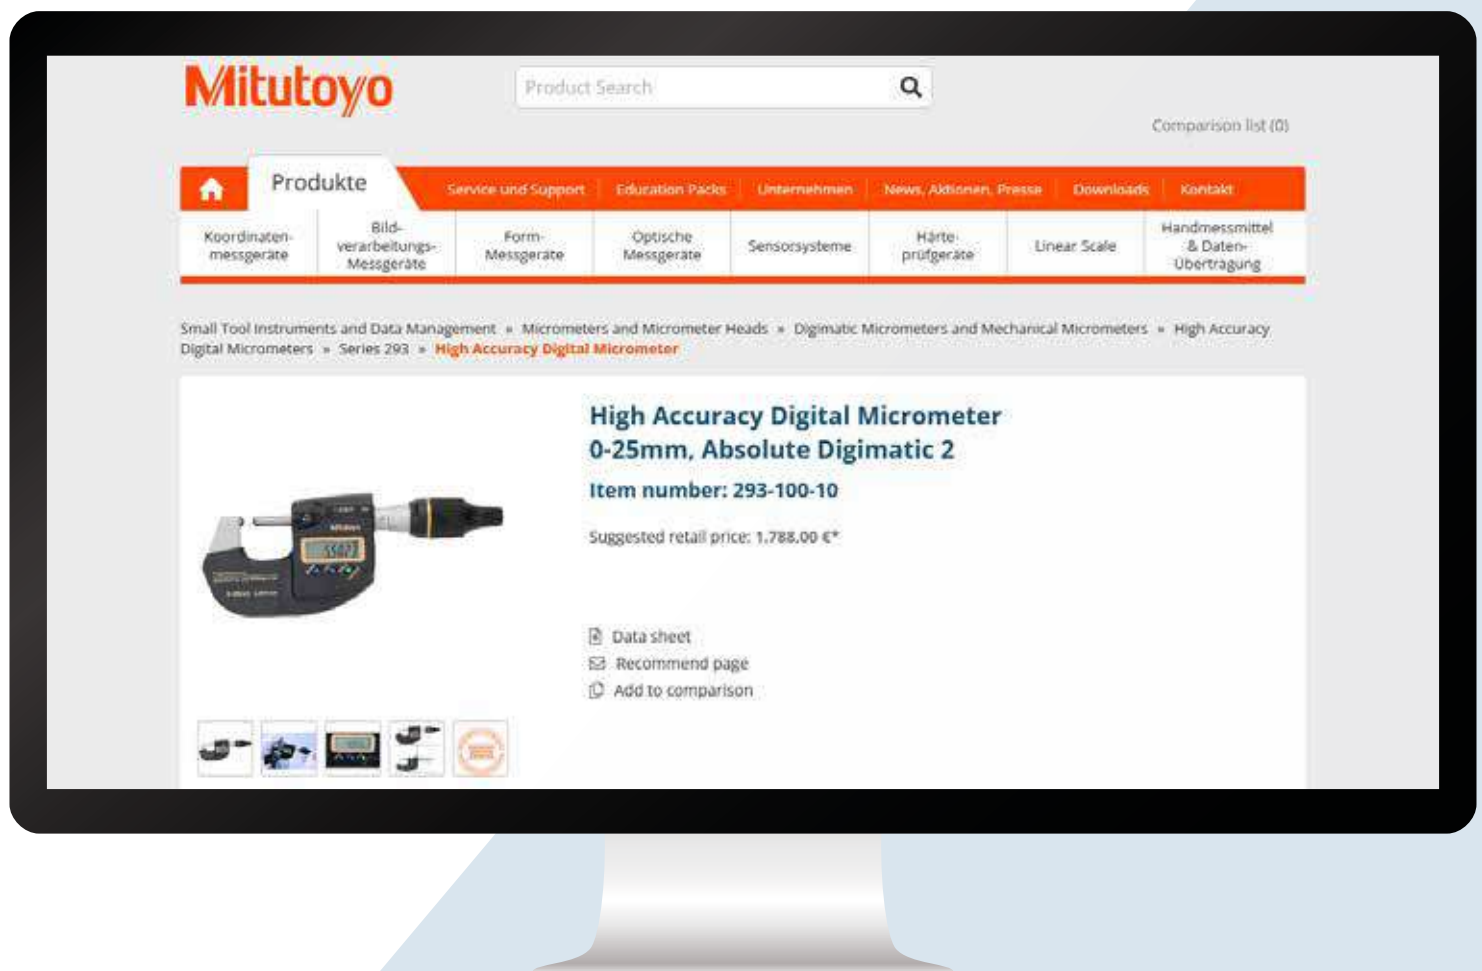 Mitutoyo
Product Search
Comparison list (0)
Produkte
Service und Support
Education Packs
Unternehmen
News, Aktionen, Presse
Downloads
Kontakt
Koordinaten-
messgeräte
Bild-
verarbeitungs-
Messgeräte
Form-
Messgeräte
Optische
Messgeräte
Sensorsysteme
Härte-
prüfgeräte
Linear Scale
Handmessmittel
& Daten-
Übertragung
Small Tool Instruments and Data Management » Micrometers and Micrometer Heads » Digimatic Micrometers and Mechanical Micrometers » High Accuracy
Digital Micrometers » Series 293 » High Accuracy Digital Micrometer
High Accuracy Digital Micrometer
0-25mm, Absolute Digimatic 2
Item number: 293-100-10
Suggested retail price: 1.788,00 €*
Mitutoyo
Data sheet
Recommend page
Add to comparison